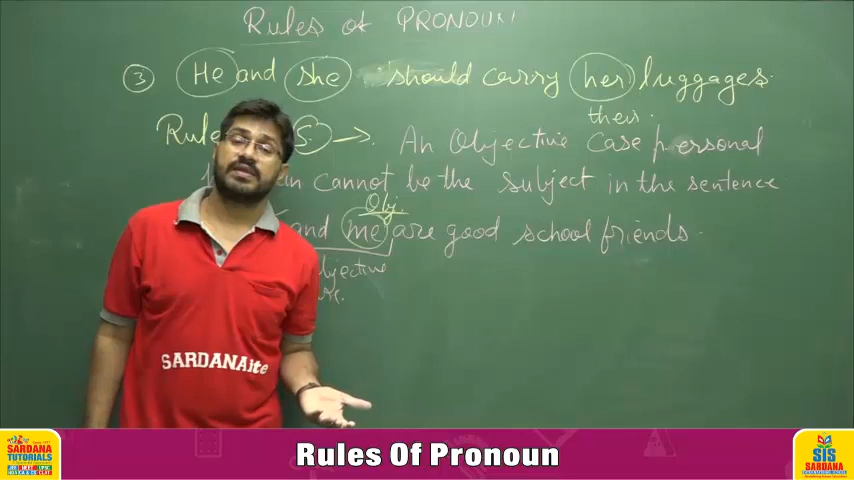 Rules of PRONOUN
③ He and she should carry her luggages.
their.
Rule 5. → An Objective Case personal
cannot be the subject in the sentence
Obj.
and me are good school friends.
objective
SARDANAite
Rules Of Pronoun
SARDANA
TUTORIALS
SIS
SARDANA